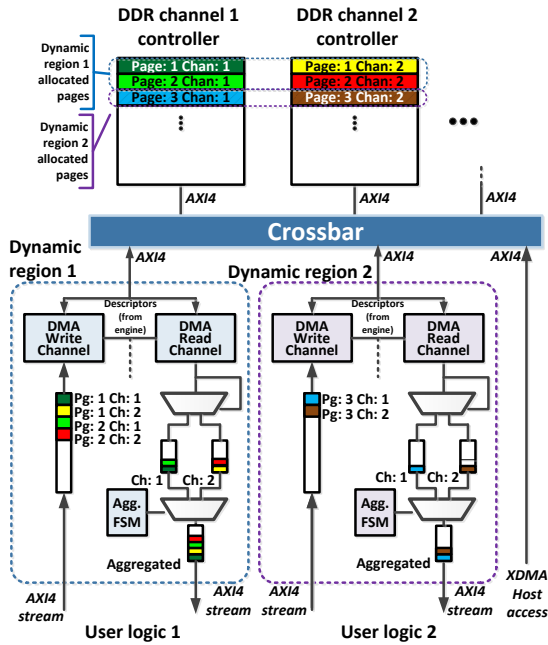 DDR channel 1
controller
DDR channel 2
controller
Dynamic
region 1
allocated
pages
Page: 1 Chan: 1
Page: 2 Chan: 1
Page: 3 Chan: 1
Page: 1 Chan: 2
Page: 2 Chan: 2
Page: 3 Chan: 2
Dynamic
region 2
allocated
pages
AXI4
AXI4
AXI4
Crossbar
AXI4
AXI4
AXI4
Dynamic
region 1
DMA
Write
Channel
Descriptors
(from
engine)
DMA
Read
Channel
Pg: 1 Ch: 1
Pg: 1 Ch: 2
Pg: 2 Ch: 1
Pg: 2 Ch: 2
Ch: 1
Ch: 2
Agg.
FSM
Aggregated
AXI4
stream
AXI4
stream
User logic 1
Dynamic region 2
DMA
Write
Channel
Descriptors
(from
engine)
DMA
Read
Channel
Pg: 3 Ch: 1
Pg: 3 Ch: 2
Ch: 1
Ch: 2
Agg.
FSM
Aggregated
AXI4
stream
AXI4
stream
User logic 2
XDMA
Host
access